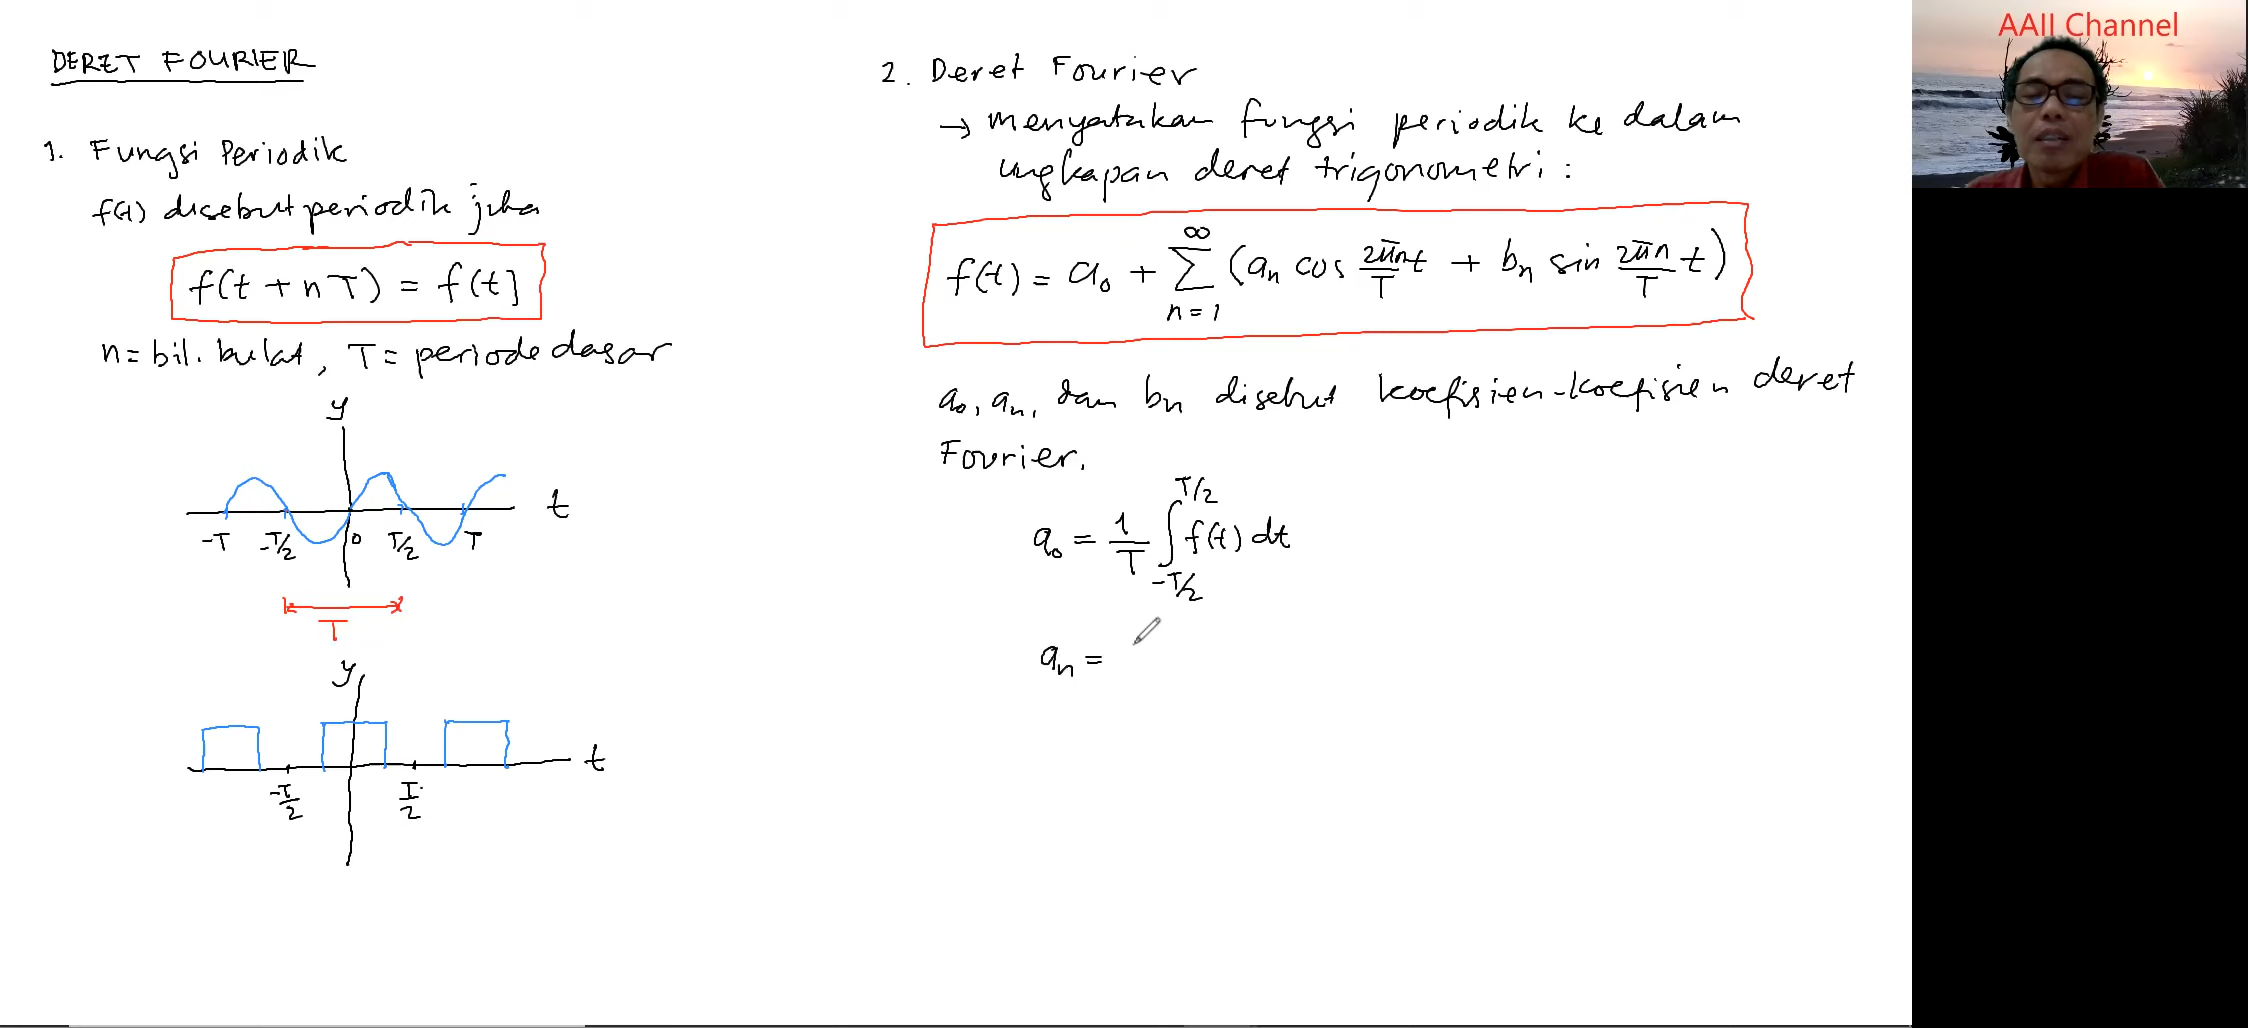 DERET FOURIER
1. Fungsi Periodik
f(t) disebut periodik jika
f(t + nT) = f(t)
n = bil. bulat, T = periode dasar
y
t
-T -T/2 0 T/2 T
T
y
t
-T/2 T/2
2. Deret Fourier
→ menyatakan fungsi periodik ke dalam
ungkapan deret trigonometri :
f(t) = a₀ + ∑_{n=1}^{∞} (aₙ cos 2πnt/T + bₙ sin 2πn/T t)
a₀, aₙ, dan bₙ disebut koefisien-koefisien deret
Fourier.
a₀ = 1/T ∫_{-T/2}^{T/2} f(t) dt
aₙ =
AAII Channel